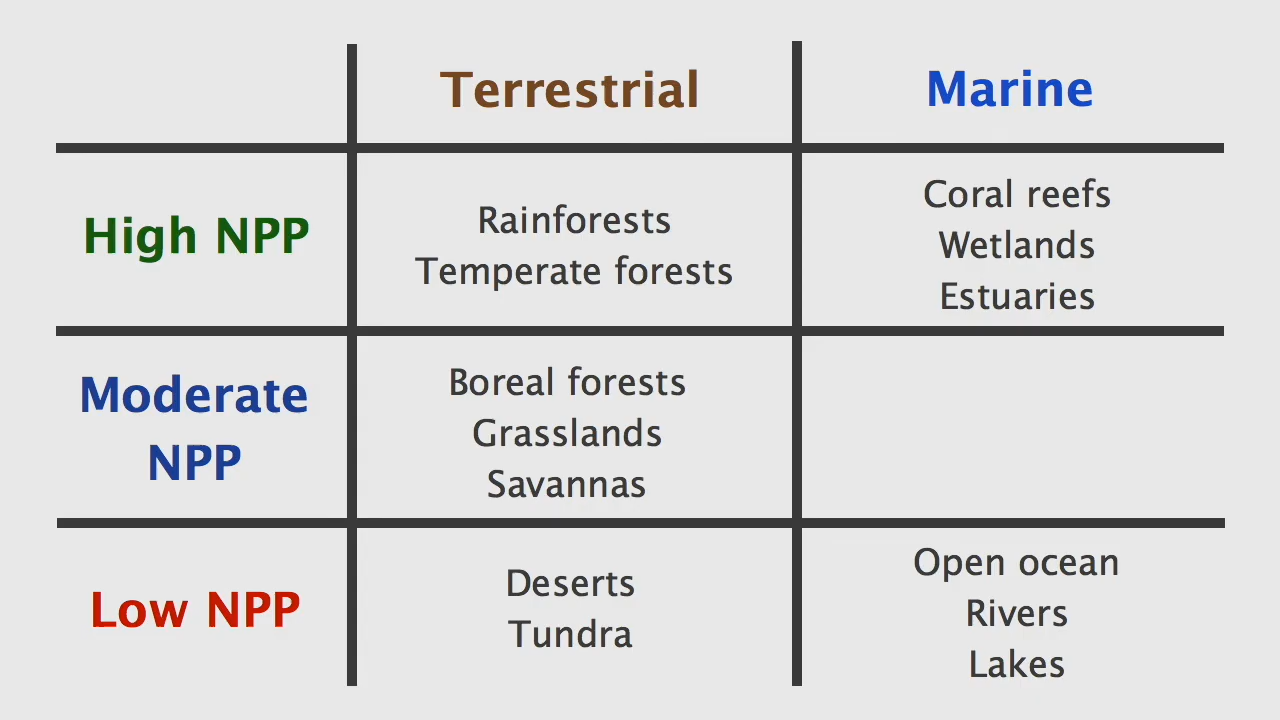 Terrestrial
Marine
High NPP
Rainforests
Temperate forests
Coral reefs
Wetlands
Estuaries
Moderate
NPP
Boreal forests
Grasslands
Savannas
Low NPP
Deserts
Tundra
Open ocean
Rivers
Lakes